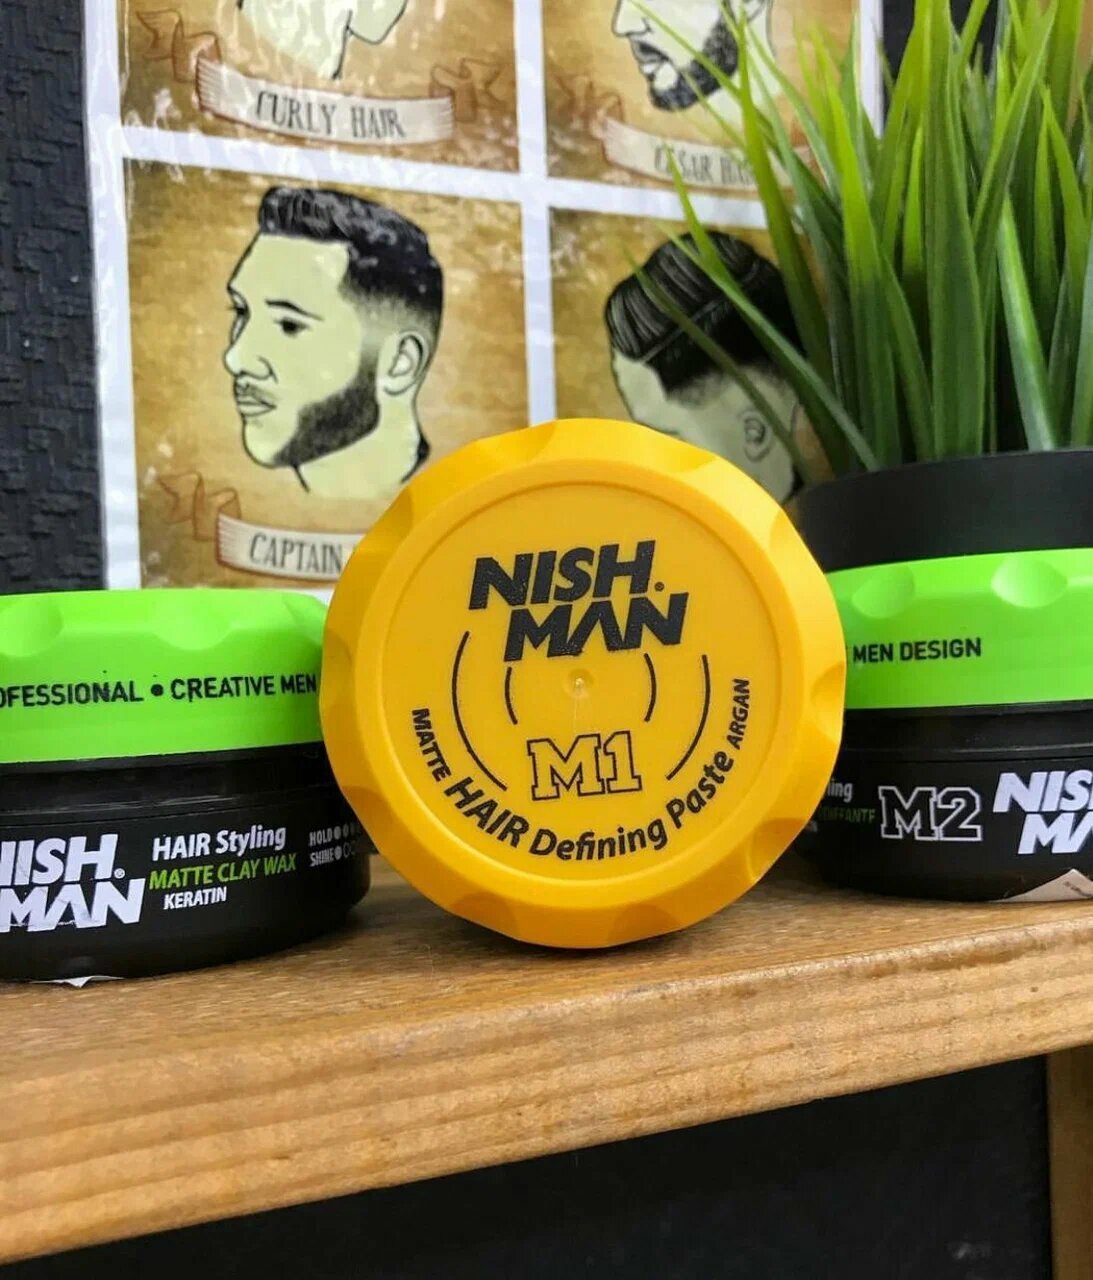 CURLY HAIR
CAPTAIN
NISH.
MAN
M1
MATTE HAIR Defining Paste ARGAN
PROFESSIONAL • CREATIVE MEN
NISH.
MAN
HAIR Styling
MATTE CLAY WAX
KERATIN
HOLD
SHINE
MEN DESIGN
M2
NIS
MA